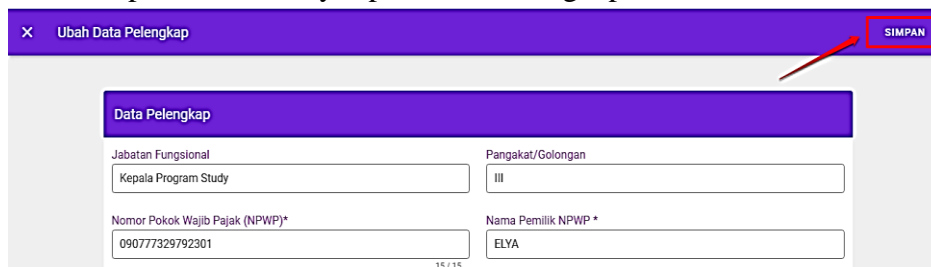 × Ubah Data Pelengkap SIMPAN
Data Pelengkap
Jabatan Fungsional Pangakat/Golongan
Kepala Program Study III
Nomor Pokok Wajib Pajak (NPWP)* Nama Pemilik NPWP *
090777329792301 ELYA
15/15